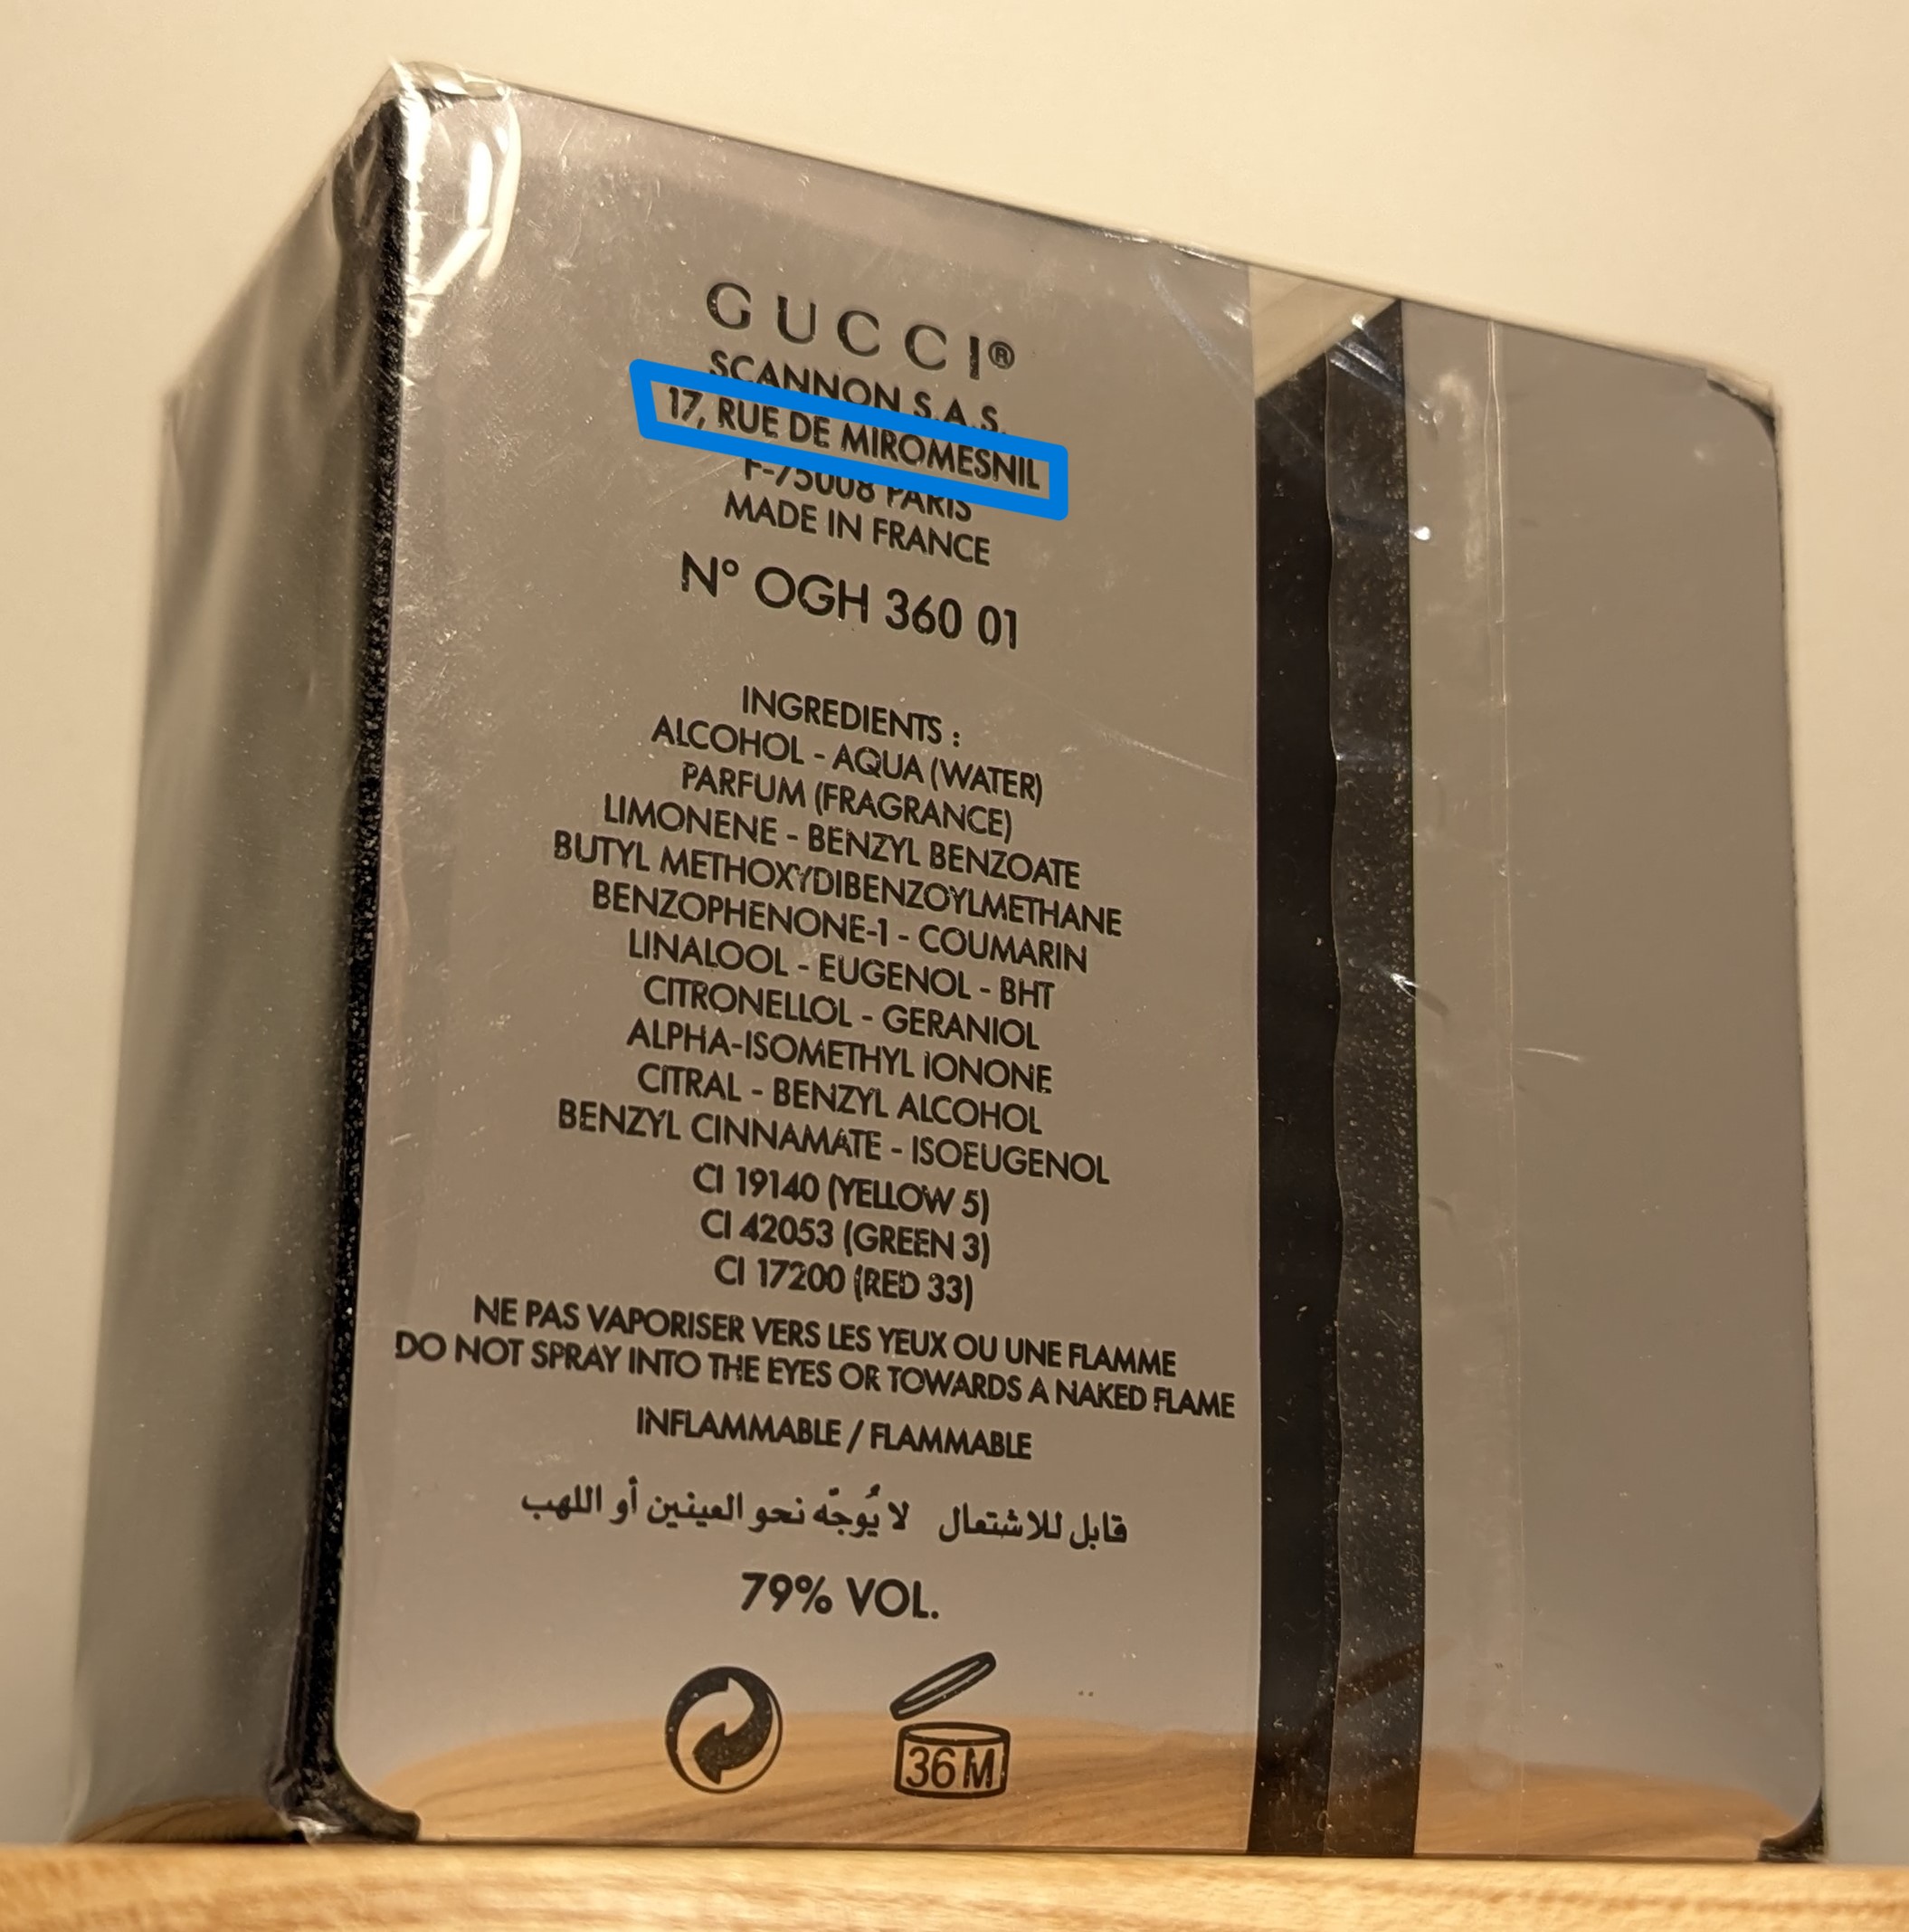 GUCCI®
SCANNON S.A.S.
17, RUE DE MIROMESNIL
F-75008 PARIS
MADE IN FRANCE
N° OGH 360 01
INGREDIENTS :
ALCOHOL - AQUA (WATER)
PARFUM (FRAGRANCE)
LIMONENE - BENZYL BENZOATE
BUTYL METHOXYDIBENZOYLMETHANE
BENZOPHENONE-1 - COUMARIN
LINALOOL - EUGENOL - BHT
CITRONELLOL - GERANIOL
ALPHA-ISOMETHYL IONONE
CITRAL - BENZYL ALCOHOL
BENZYL CINNAMATE - ISOEUGENOL
CI 19140 (YELLOW 5)
CI 42053 (GREEN 3)
CI 17200 (RED 33)
NE PAS VAPORISER VERS LES YEUX OU UNE FLAMME
DO NOT SPRAY INTO THE EYES OR TOWARDS A NAKED FLAME
INFLAMMABLE / FLAMMABLE
قابل للاشتعال لا يُوجّه نحو العينين أو اللهب
79% VOL.
36 M